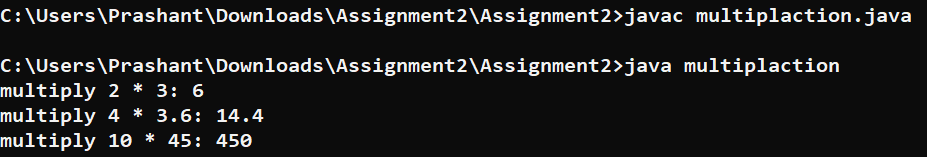 C:\Users\Prashant\Downloads\Assignment2\Assignment2>javac multiplaction.java
C:\Users\Prashant\Downloads\Assignment2\Assignment2>java multiplaction
multiply 2 * 3: 6
multiply 4 * 3.6: 14.4
multiply 10 * 45: 450